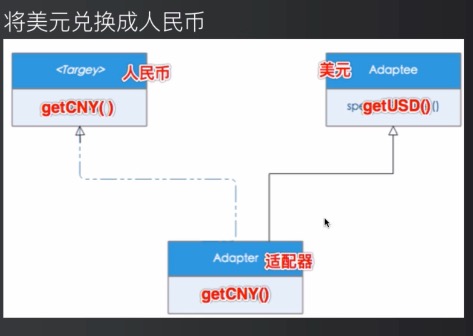 将美元兑换成人民币
<Targey> 人民币
getCNY( )
美元 Adaptee
getUSD()
Adapter 适配器
getCNY()